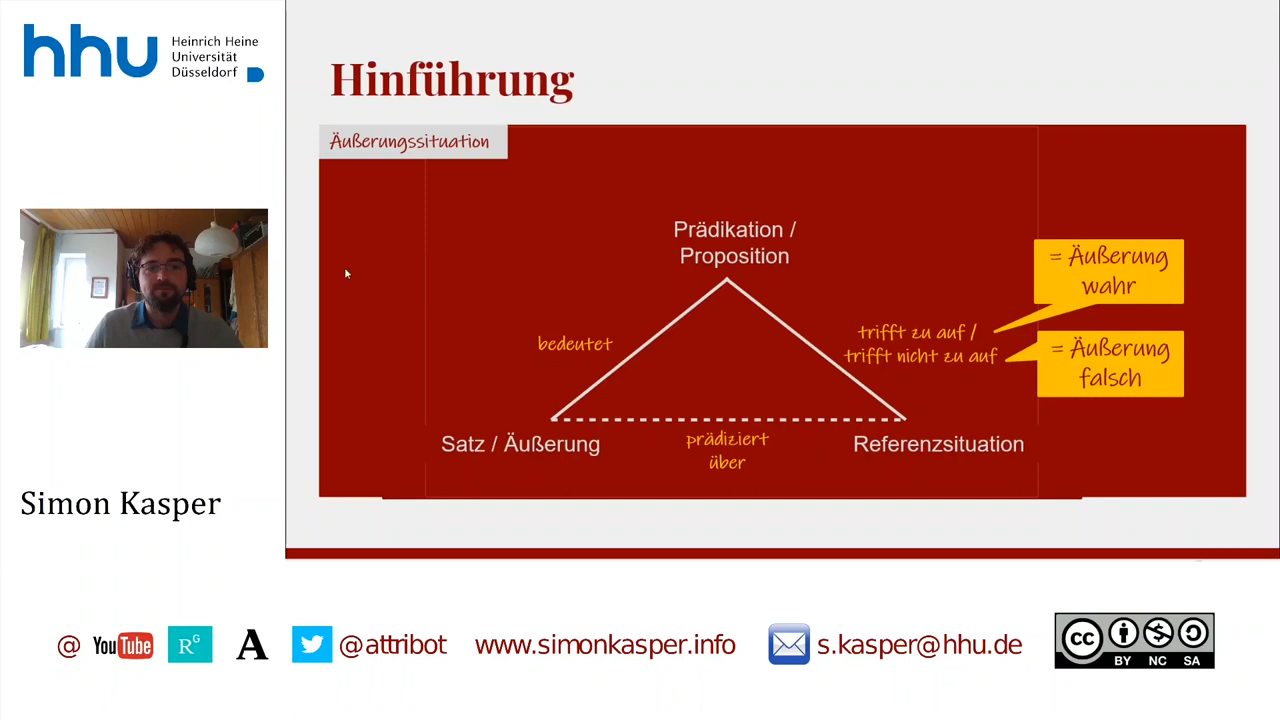 hhu
Heinrich Heine
Universität
Düsseldorf
Hinführung
Äußerungssituation
Prädikation /
Proposition
= Äußerung
wahr
bedeutet
trifft zu auf /
trifft nicht zu auf
= Äußerung
falsch
Satz / Äußerung
prädiziert
über
Referenzsituation
Simon Kasper
@ YouTube RG A @attribot www.simonkasper.info s.kasper@hhu.de
cc BY NC SA